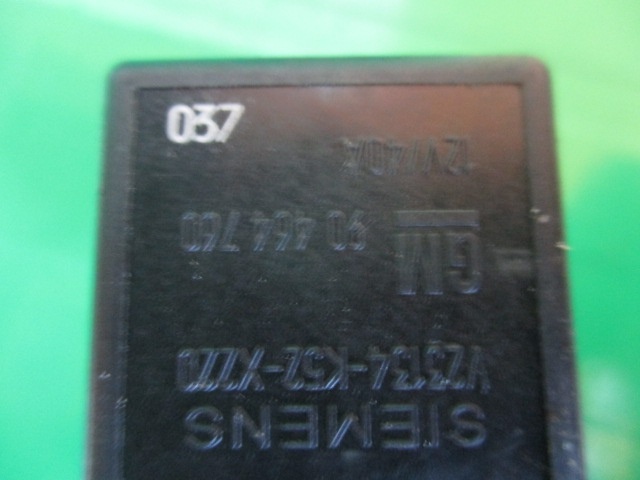 SIEMENS
V23134-K52-X220
GM 90 464 760
12V/40A
037